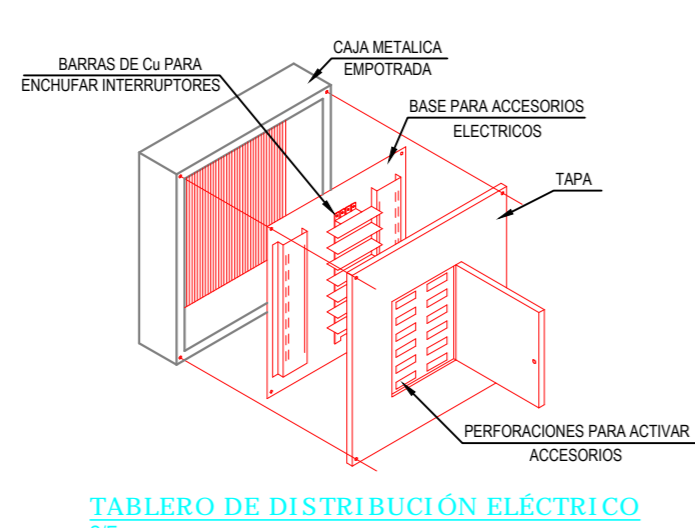 CAJA METALICA
EMPOTRADA
BARRAS DE Cu PARA
ENCHUFAR INTERRUPTORES
BASE PARA ACCESORIOS
ELECTRICOS
TAPA
PERFORACIONES PARA ACTIVAR
ACCESORIOS
TABLERO DE DISTRIBUCIÓN ELÉCTRICO